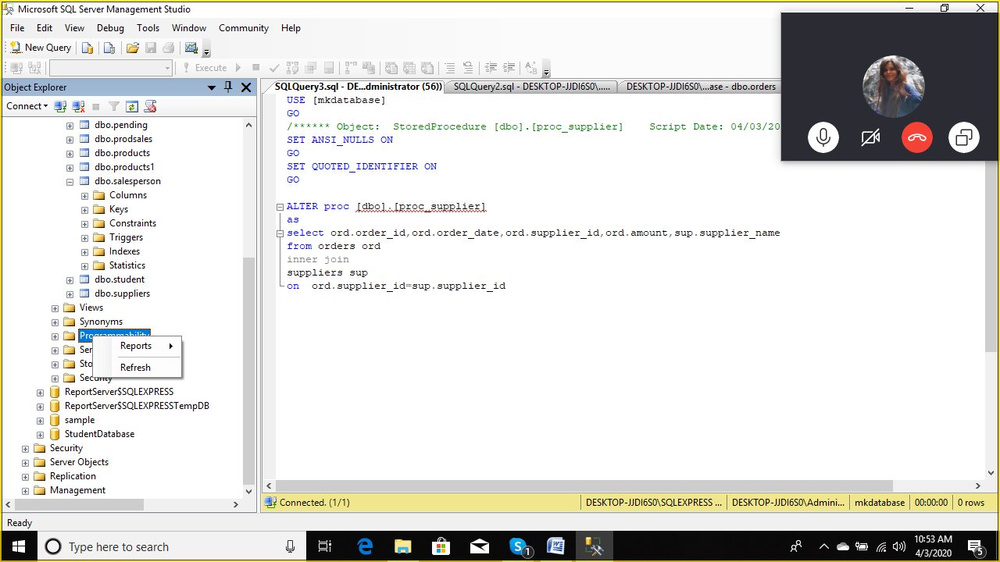 Microsoft SQL Server Management Studio
File Edit View Debug Tools Window Community Help
New Query
Execute
Object Explorer
Connect
dbo.pending
dbo.prodsales
dbo.products
dbo.products1
dbo.salesperson
Columns
Keys
Constraints
Triggers
Indexes
Statistics
dbo.student
dbo.suppliers
Views
Synonyms
Programmability
Reports
Refresh
Ser
Sto
Security
ReportServer$SQLEXPRESS
ReportServer$SQLEXPRESSTempDB
sample
StudentDatabase
Security
Server Objects
Replication
Management
SQLQuery3.sql - DE...dministrator (56)) SQLQuery2.sql - DESKTOP-JJDI6S0\..... DESKTOP-JJDI6S0\...ase - dbo.orders
USE [mkdatabase]
GO
/****** Object:  StoredProcedure [dbo].[proc_supplier]    Script Date: 04/03/20
SET ANSI_NULLS ON
GO
SET QUOTED_IDENTIFIER ON
GO
ALTER proc [dbo].[proc_supplier]
as
select ord.order_id,ord.order_date,ord.supplier_id,ord.amount,sup.supplier_name
from orders ord
inner join
suppliers sup
on  ord.supplier_id=sup.supplier_id
Connected. (1/1) DESKTOP-JJDI6S0\SQLEXPRESS ... DESKTOP-JJDI6S0\Admini... mkdatabase 00:00:00 0 rows
Ready
Type here to search
1
10:53 AM
4/3/2020
5